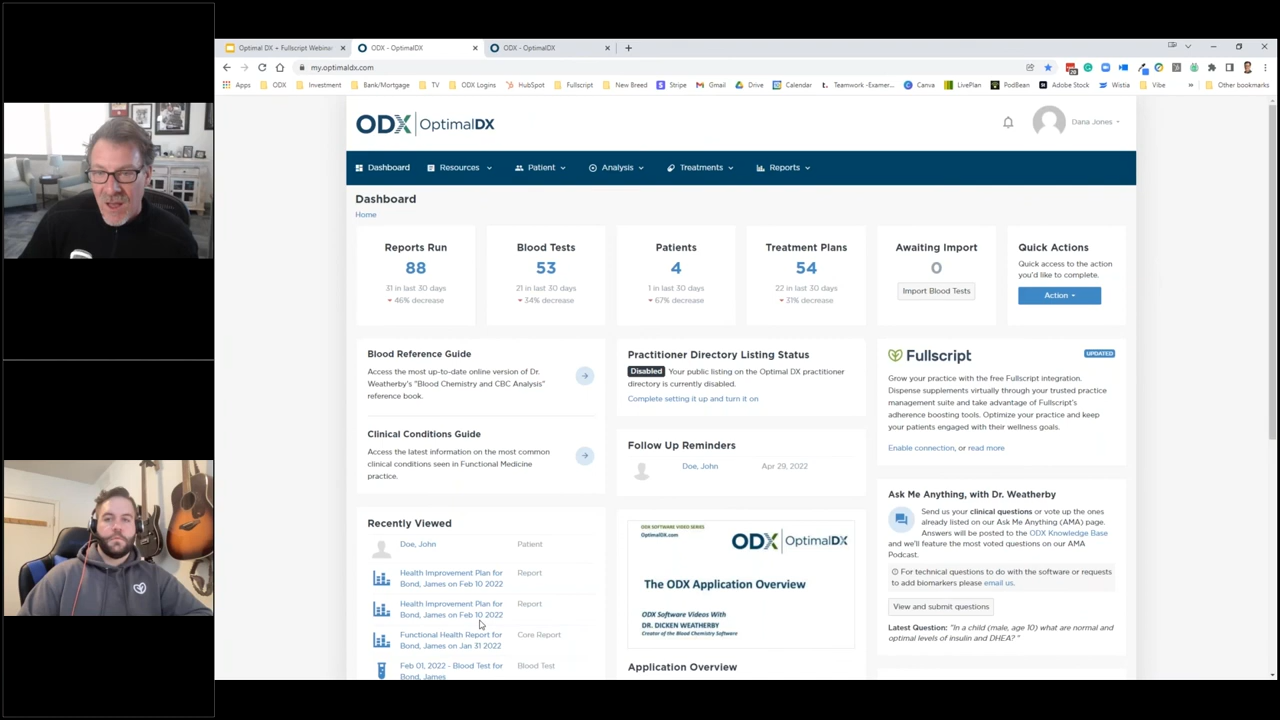 Optimal DX + Fullscript Webina
ODX - OptimalDX
ODX - OptimalDX
my.optimaldx.com
Apps
ODX
Investment
Bank/Mortgage
TV
ODX Logins
HubSpot
Fullscript
New Breed
Stripe
Gmail
Drive
Calendar
Teamwork -Examer...
Canva
LivePlan
PodBean
Adobe Stock
Wistia
Vibe
Other bookmarks
ODX | OptimalDX
Dana Jones
Dashboard
Resources
Patient
Analysis
Treatments
Reports
Dashboard
Home
Reports Run
88
31 in last 30 days
46% decrease
Blood Tests
53
21 in last 30 days
34% decrease
Patients
4
1 in last 30 days
67% decrease
Treatment Plans
54
22 in last 30 days
31% decrease
Awaiting Import
0
Import Blood Tests
Quick Actions
Quick access to the action
you'd like to complete.
Action
Blood Reference Guide
Access the most up-to-date online version of Dr.
Weatherby's "Blood Chemistry and CBC Analysis"
reference book.
Clinical Conditions Guide
Access the latest information on the most common
clinical conditions seen in Functional Medicine
practice.
Practitioner Directory Listing Status
Disabled Your public listing on the Optimal DX practitioner
directory is currently disabled.
Complete setting it up and turn it on
Follow Up Reminders
Doe, John Apr 29, 2022
Fullscript
UPDATED
Grow your practice with the free Fullscript integration.
Dispense supplements virtually through your trusted practice
management suite and take advantage of Fullscript's
adherence boosting tools. Optimize your practice and keep
your patients engaged with their wellness goals.
Enable connection, or read more
Recently Viewed
Doe, John Patient
Health Improvement Plan for Report
Bond, James on Feb 10 2022
Health Improvement Plan for Report
Bond, James on Feb 10 2022
Functional Health Report for Core Report
Bond, James on Jan 31 2022
Feb 01, 2022 - Blood Test for Blood Test
Bond, James
ODX SOFTWARE VIDEO SERIES
OptimalDX.com
ODX | OptimalDX
The ODX Application Overview
ODX Software Videos With
DR. DICKEN WEATHERBY
Creator of the Blood Chemistry Software
Application Overview
Ask Me Anything, with Dr. Weatherby
Send us your clinical questions or vote up the ones
already listed on our Ask Me Anything (AMA) page.
Answers will be posted to the ODX Knowledge Base
and we'll feature the most voted questions on our AMA
Podcast.
For technical questions to do with the software or requests
to add biomarkers please email us.
View and submit questions
Latest Question: "In a child (male, age 10) what are normal and
optimal levels of insulin and DHEA? "